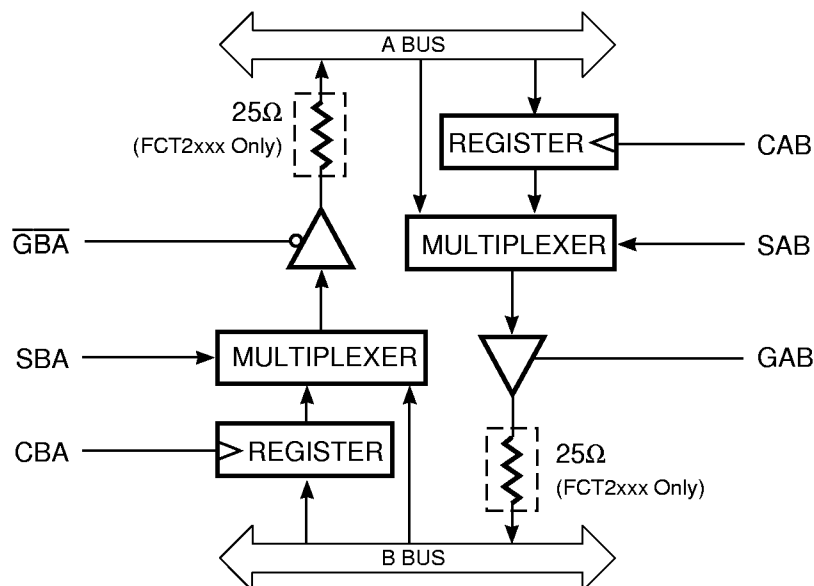 A BUS
25Ω
(FCT2xxx Only)
REGISTER
CAB
GBA
MULTIPLEXER
SAB
SBA
MULTIPLEXER
GAB
CBA
REGISTER
25Ω
(FCT2xxx Only)
B BUS